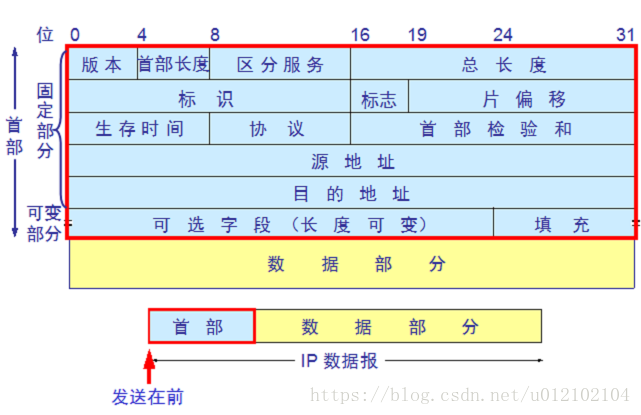 位 0 4 8 16 19 24 31
版本 首部长度 区分服务 总长度
标识 标志 片偏移
生存时间 协议 首部检验和
源地址
目的地址
可选字段（长度可变） 填充
数据部分
首部
固定部分
可变部分
首部 数据部分
IP 数据报
发送在前
https://blog.csdn.net/u012102104